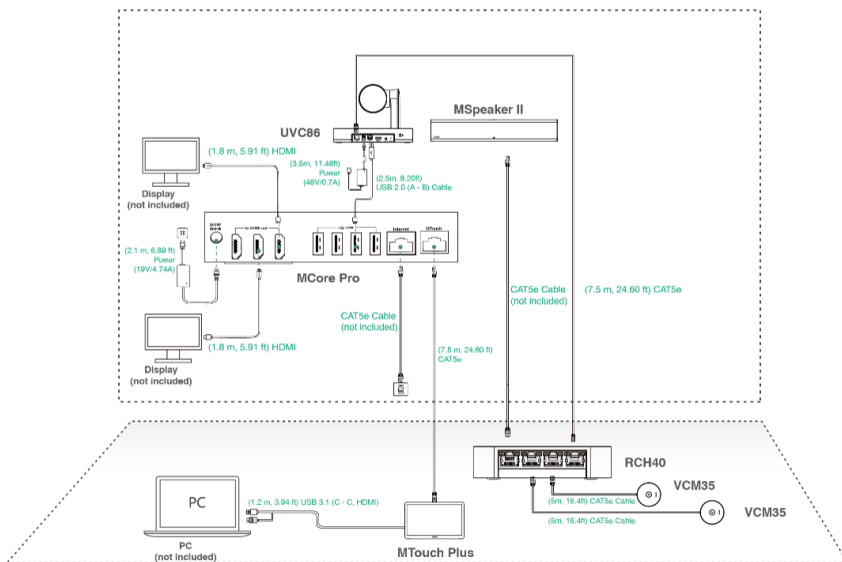 MSpeaker II
UVC86
(1.8 m, 5.91 ft) HDMI
(3.5m, 11.48ft)
Power
(48V/0.7A)
(2.5m, 8.20ft)
USB 2.0 (A - B) Cable
Display
(not included)
Internet
MTouch
(2.1 m, 6.89 ft)
Power
(19V/4.74A)
MCore Pro
CAT5e Cable
(not included)
(7.5 m, 24.60 ft) CAT5e
CAT5e Cable
(not included)
(1.8 m, 5.91 ft) HDMI
(7.5 m, 24.60 ft)
CAT5e
Display
(not included)
RCH40
VCM35
PC
(1.2 m, 3.94 ft) USB 3.1 (C - C, HDMI)
(5m, 16.4ft) CAT5e Cable
VCM35
(5m, 16.4ft) CAT5e Cable
PC
(not included)
MTouch Plus